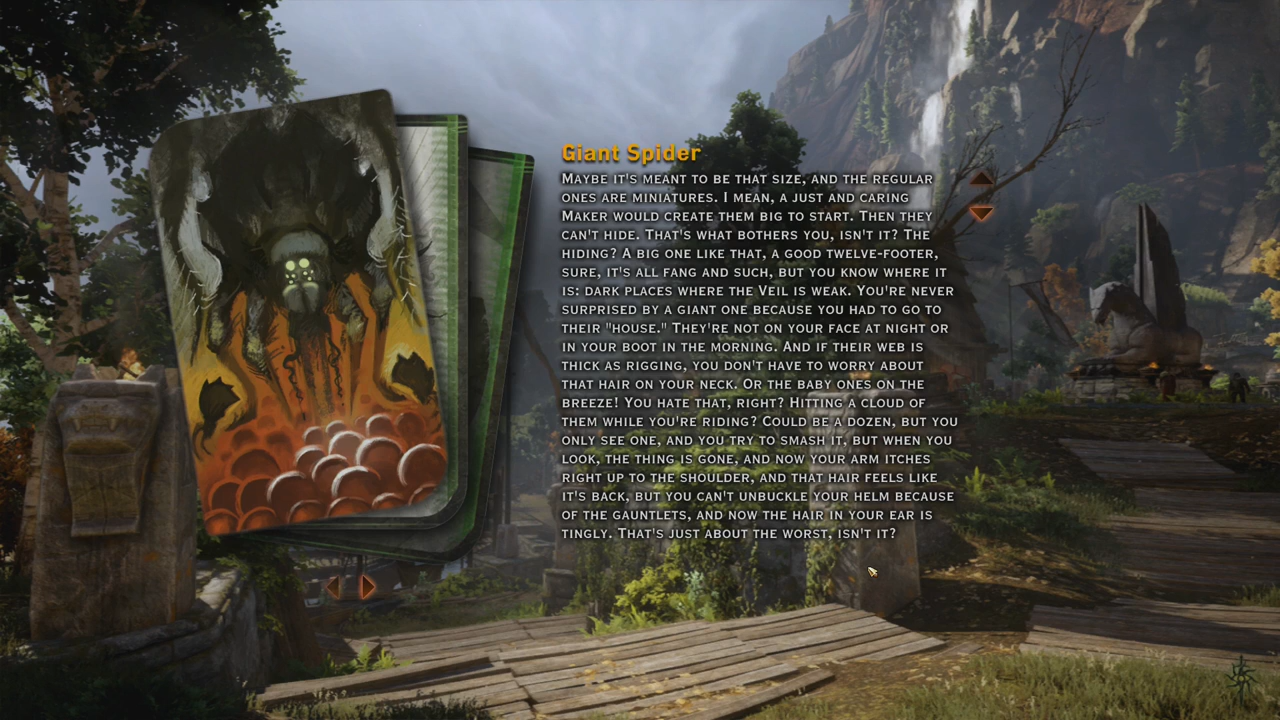 Giant Spider
Maybe it's meant to be that size, and the regular
ones are miniatures. I mean, a just and caring
Maker would create them big to start. Then they
can't hide. That's what bothers you, isn't it? The
hiding? A big one like that, a good twelve-footer,
sure, it's all fang and such, but you know where it
is: dark places where the Veil is weak. You're never
surprised by a giant one because you had to go to
their "house." They're not on your face at night or
in your boot in the morning. And if their web is
thick as rigging, you don't have to worry about
that hair on your neck. Or the baby ones on the
breeze! You hate that, right? Hitting a cloud of
them while you're riding? Could be a dozen, but you
only see one, and you try to smash it, but when you
look, the thing is gone, and now your arm itches
right up to the shoulder, and that hair feels like
it's back, but you can't unbuckle your helm because
of the gauntlets, and now the hair in your ear is
tingly. That's just about the worst, isn't it?